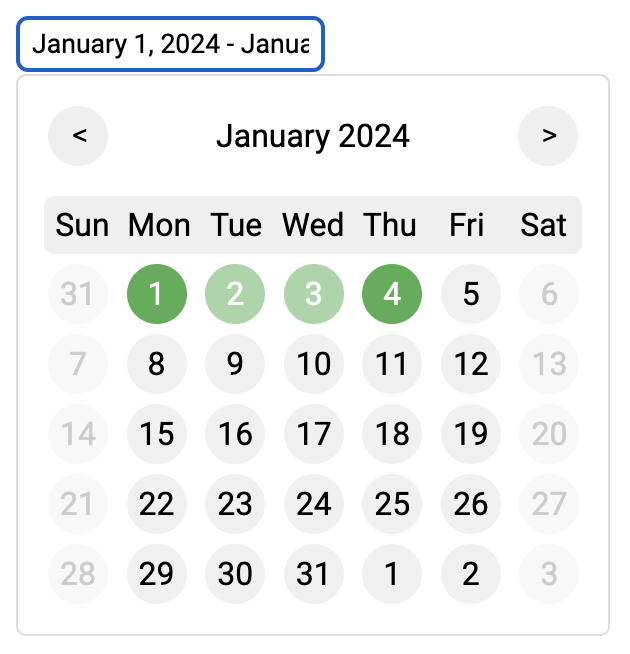 January 1, 2024 - Janua
< January 2024 >
Sun Mon Tue Wed Thu Fri Sat
31 1 2 3 4 5 6
7 8 9 10 11 12 13
14 15 16 17 18 19 20
21 22 23 24 25 26 27
28 29 30 31 1 2 3